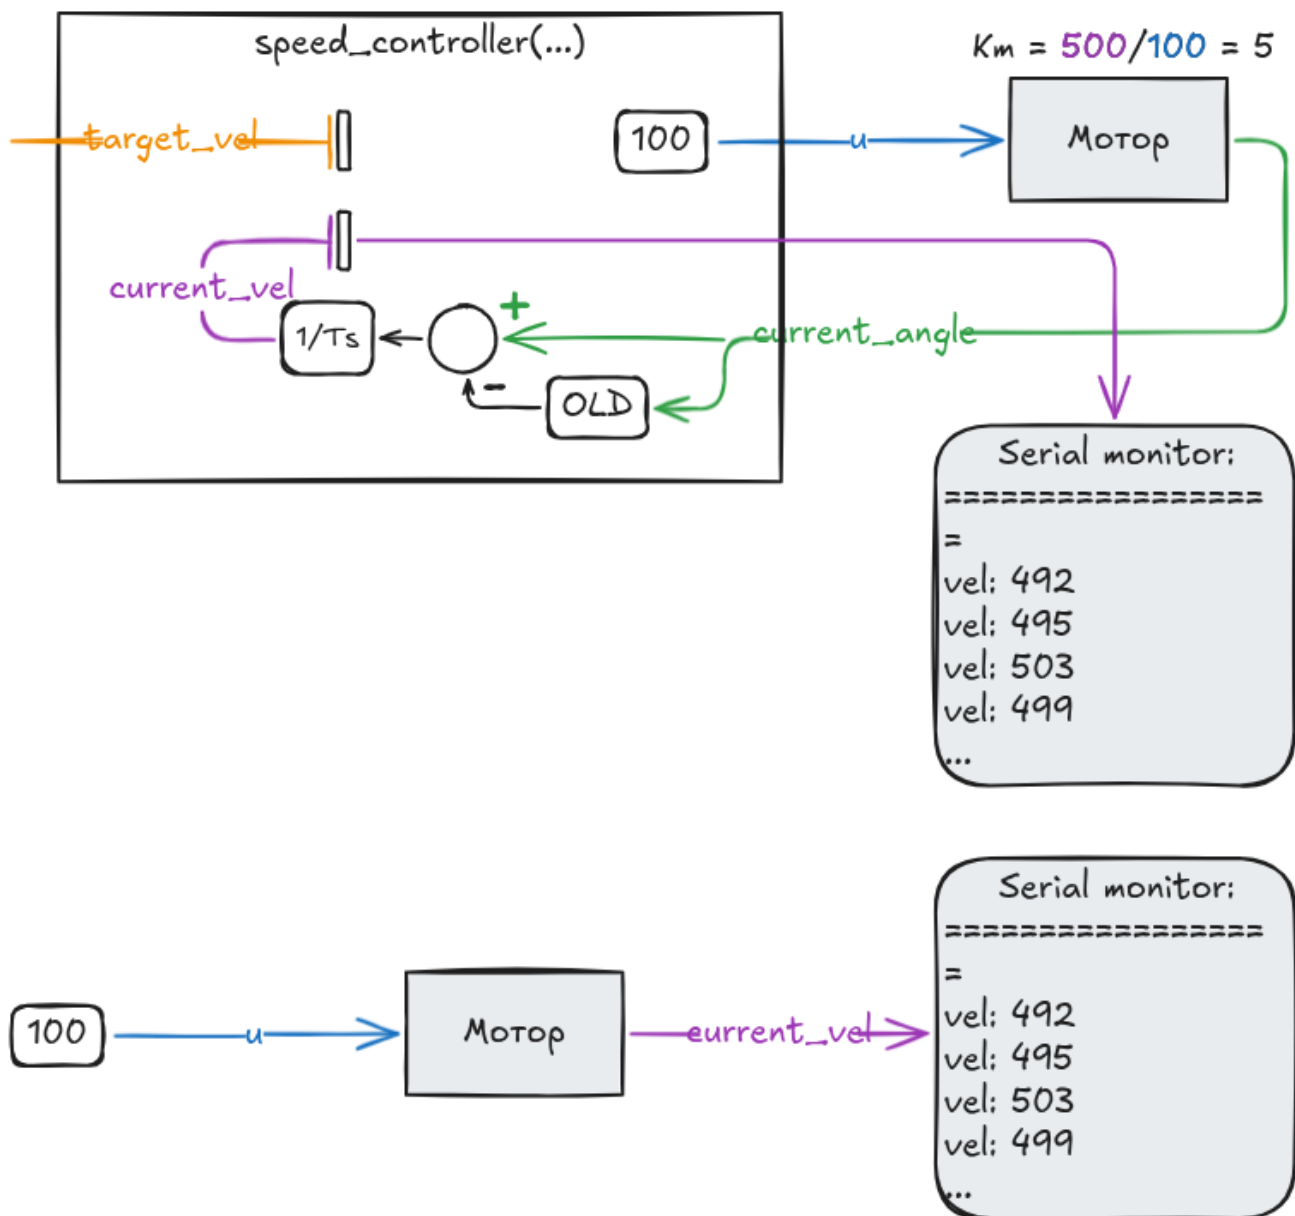 speed_controller(...)
Km = 500/100 = 5
target_vel
100
u
Мотор
current_vel
+
1/Ts
current_angle
-
OLD
Serial monitor:
=================
=
vel: 492
vel: 495
vel: 503
vel: 499
...
Serial monitor:
=================
=
vel: 492
vel: 495
vel: 503
vel: 499
...
100
u
Мотор
current_vel